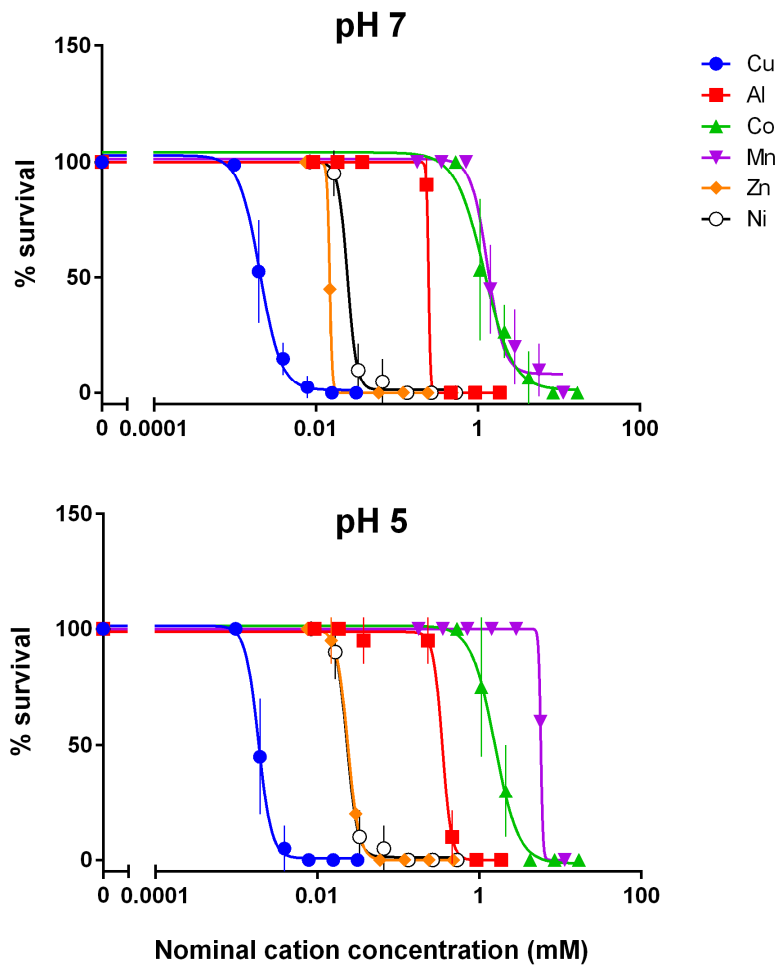 pH 7
150
100
50
0
% survival
0 0.0001 0.01 1 100
Cu
Al
Co
Mn
Zn
Ni
pH 5
150
100
50
0
% survival
0 0.0001 0.01 1 100
Nominal cation concentration (mM)